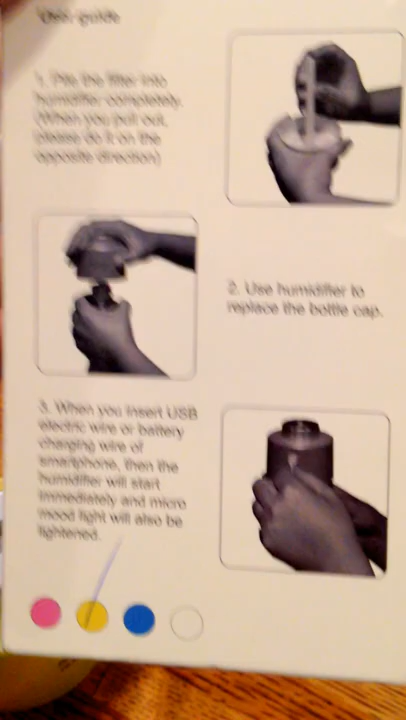 User guide
1. Pile the filter into
humidifier completely.
(When you pull out,
please do it on the
opposite direction)
2. Use humidifier to
replace the bottle cap.
3. When you insert USB
electric wire or battery
charging wire of
smartphone, then the
humidifier will start
immediately and micro
mood light will also be
lightened.